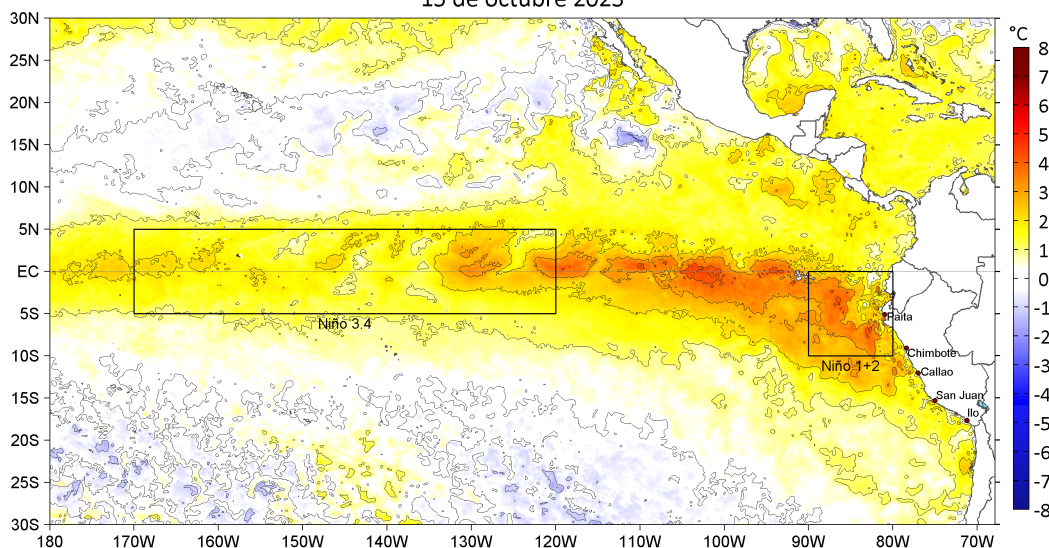 15 de octubre 2023
°C
30N
25N
20N
15N
10N
5N
EC
5S
10S
15S
20S
25S
30S
180
170W
160W
150W
140W
130W
120W
110W
100W
90W
80W
70W
Niño 3.4
Niño 1+2
Paita
Chimbote
Callao
San Juan
Ilo
8
7
6
5
4
3
2
1
0
-1
-2
-3
-4
-5
-6
-7
-8